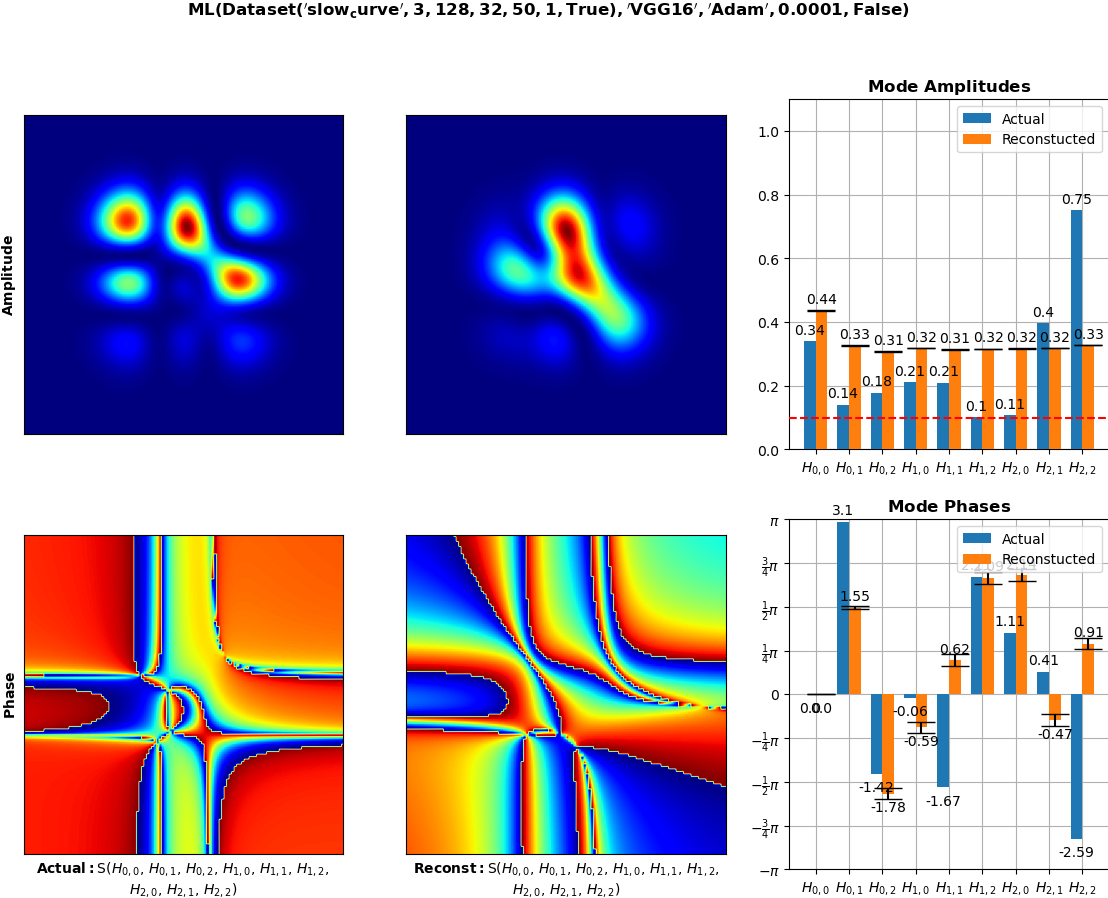 ML(Dataset('slow_curve', 3, 128, 32, 50, 1, True), 'VGG16', 'Adam', 0.0001, False)
Amplitude
Mode Amplitudes
Actual
Reconstucted
1.0
0.8
0.6
0.4
0.2
0.0
0.34 0.14 0.18 0.21 0.21 0.1 0.11 0.4 0.75
0.44 0.33 0.31 0.32 0.31 0.32 0.32 0.32 0.33
H0,0 H0,1 H0,2 H1,0 H1,1 H1,2 H2,0 H2,1 H2,2
Phase
Actual: S(H0,0, H0,1, H0,2, H1,0, H1,1, H1,2,
H2,0, H2,1, H2,2)
Reconst: S(H0,0, H0,1, H0,2, H1,0, H1,1, H1,2,
H2,0, H2,1, H2,2)
Mode Phases
Actual
Reconstucted
π
3/4π
1/2π
1/4π
0
−1/4π
−1/2π
−3/4π
−π
0.0 3.1 -1.42 -0.06 -1.67 1.11 0.41 -2.59
0.0 1.55 -1.78 -0.59 0.62 -0.47 0.91
H0,0 H0,1 H0,2 H1,0 H1,1 H1,2 H2,0 H2,1 H2,2